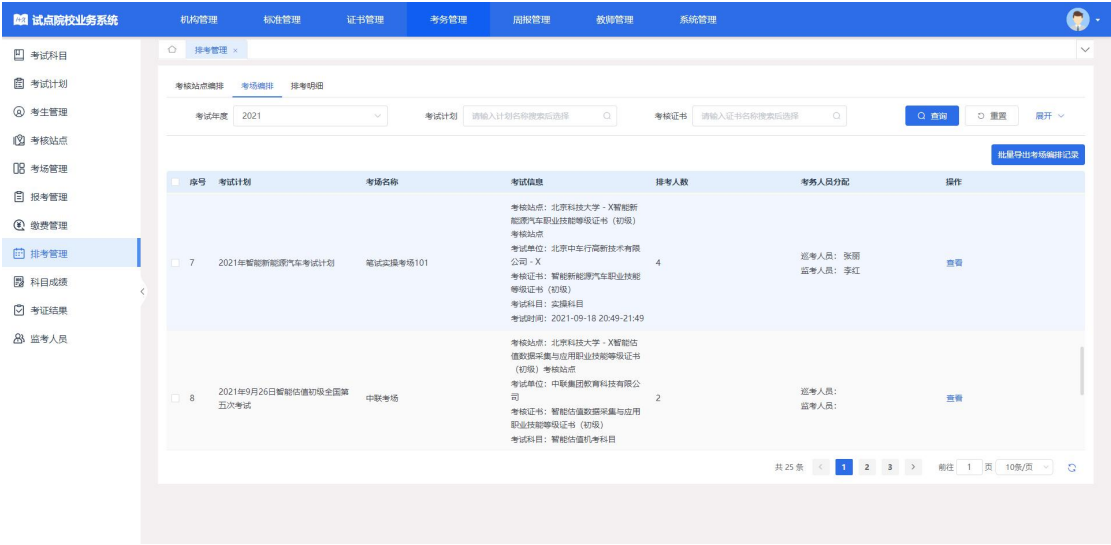 试点院校业务系统 机构管理 标准管理 证书管理 考务管理 周报管理 教师管理 系统管理
考试科目
考试计划
考生管理
考核站点
考场管理
报考管理
缴费管理
排考管理
科目成绩
考证结果
监考人员
排考管理 ×
考核站点编排 考场编排 排考明细
考试年度 2021 考试计划 请输入计划名称搜索后选择 考核证书 请输入证书名称搜索后选择 查询 重置 展开
批量导出考场编排记录
序号 考试计划 考场名称 考试信息 排考人数 考务人员分配 操作
7 2021年智能新能源汽车考试计划 笔试实操考场101
考核站点：北京科技大学 - X智能新
能源汽车职业技能等级证书（初级）
考核站点
考试单位：北京中车行高新技术有限
公司 - X
考核证书：智能新能源汽车职业技能
等级证书（初级）
考试科目：实操科目
考试时间：2021-09-18 20:49-21:49
4
巡考人员： 张丽
监考人员： 李红
查看
8 2021年9月26日智能估值初级全国第
五次考试
中联考场
考核站点：北京科技大学 - X智能估
值数据采集与应用职业技能等级证书
（初级）考核站点
考试单位：中联集团教育科技有限公
司
考核证书：智能估值数据采集与应用
职业技能等级证书（初级）
考试科目：智能估值机考科目
2
巡考人员：
监考人员：
查看
共 25 条 1 2 3 前往 1 页 10条/页